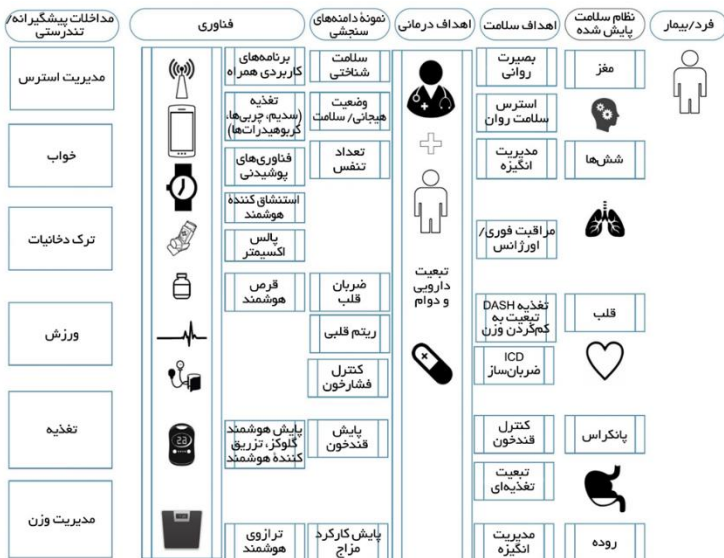 فرد/بیمار
نظام سلامت
پایش شده
اهداف سلامت
اهداف درمانی
نمونۀ دامنه‌های
سنجشی
فناوری
مداخلات پیشگیرانه/
تندرستی
مغز
شش‌ها
قلب
پانکراس
روده
بصیرت
روانی
استرس
سلامت روان
مدیریت
انگیزه
مراقبت فوری/
اورژانس
تغذیه DASH
تبعیت به
کم‌کردن وزن
ICD
ضربان‌ساز
کنترل
قندخون
تبعیت
تغذیه‌ای
مدیریت
انگیزه
تبعیت
دارویی
و دوام
سلامت
شناختی
وضعیت
هیجانی/ سلامت
تعداد
تنفس
ضربان
قلب
ریتم قلبی
کنترل
فشارخون
پایش
قندخون
پایش کارکرد
مزاج
برنامه‌های
کاربردی همراه
تغذیه
(سدیم، چربی‌ها،
کربوهیدرات‌ها)
فناوری‌های
پوشیدنی
استنشاق کننده
هوشمند
پالس
اکسیمتر
قرص
هوشمند
پایش هوشمند
گلوکز، تزریق
کنندۀ هوشمند
ترازوی
هوشمند
مدیریت استرس
خواب
ترک دخانیات
ورزش
تغذیه
مدیریت وزن